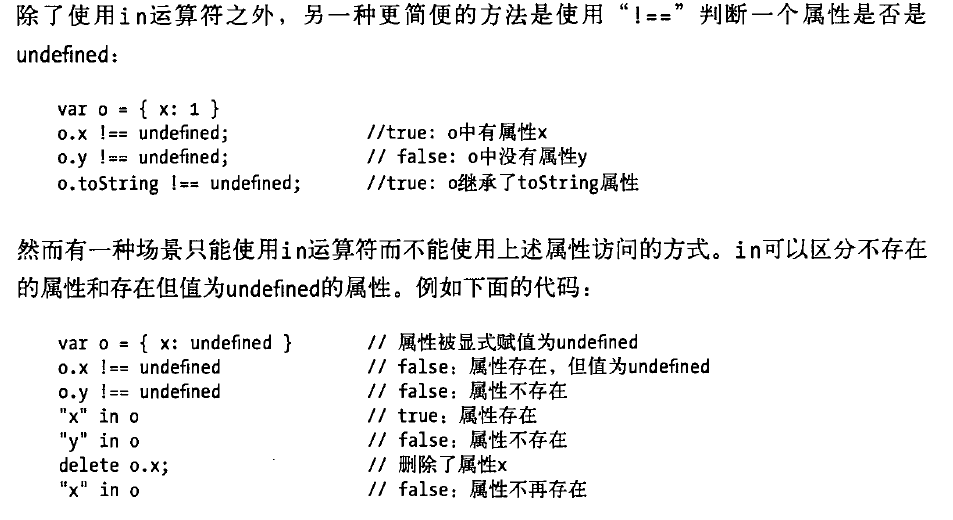 除了使用in运算符之外，另一种更简便的方法是使用“!==”判断一个属性是否是
undefined：
var o = { x: 1 }
o.x !== undefined; //true: o中有属性x
o.y !== undefined; // false: o中没有属性y
o.toString !== undefined; //true: o继承了toString属性
然而有一种场景只能使用in运算符而不能使用上述属性访问的方式。in可以区分不存在
的属性和存在但值为undefined的属性。例如下面的代码：
var o = { x: undefined } // 属性被显式赋值为undefined
o.x !== undefined // false：属性存在，但值为undefined
o.y !== undefined // false：属性不存在
"x" in o // true：属性存在
"y" in o // false：属性不存在
delete o.x; // 删除了属性x
"x" in o // false：属性不再存在